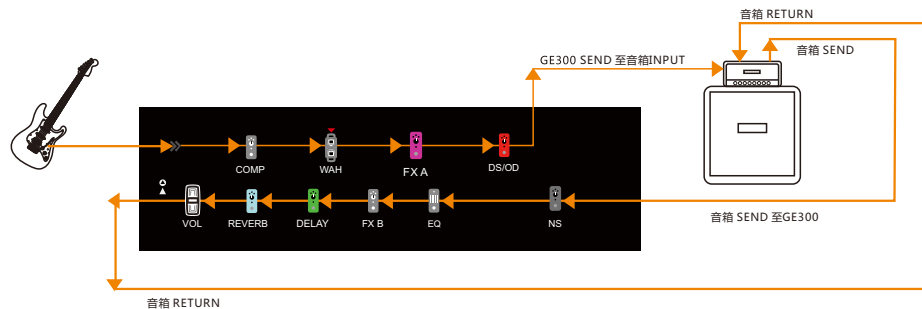 音箱 RETURN
音箱 SEND
GE300 SEND 至音箱INPUT
COMP
WAH
FX A
DS/OD
VOL
REVERB
DELAY
FX B
EQ
NS
音箱 SEND 至GE300
音箱 RETURN